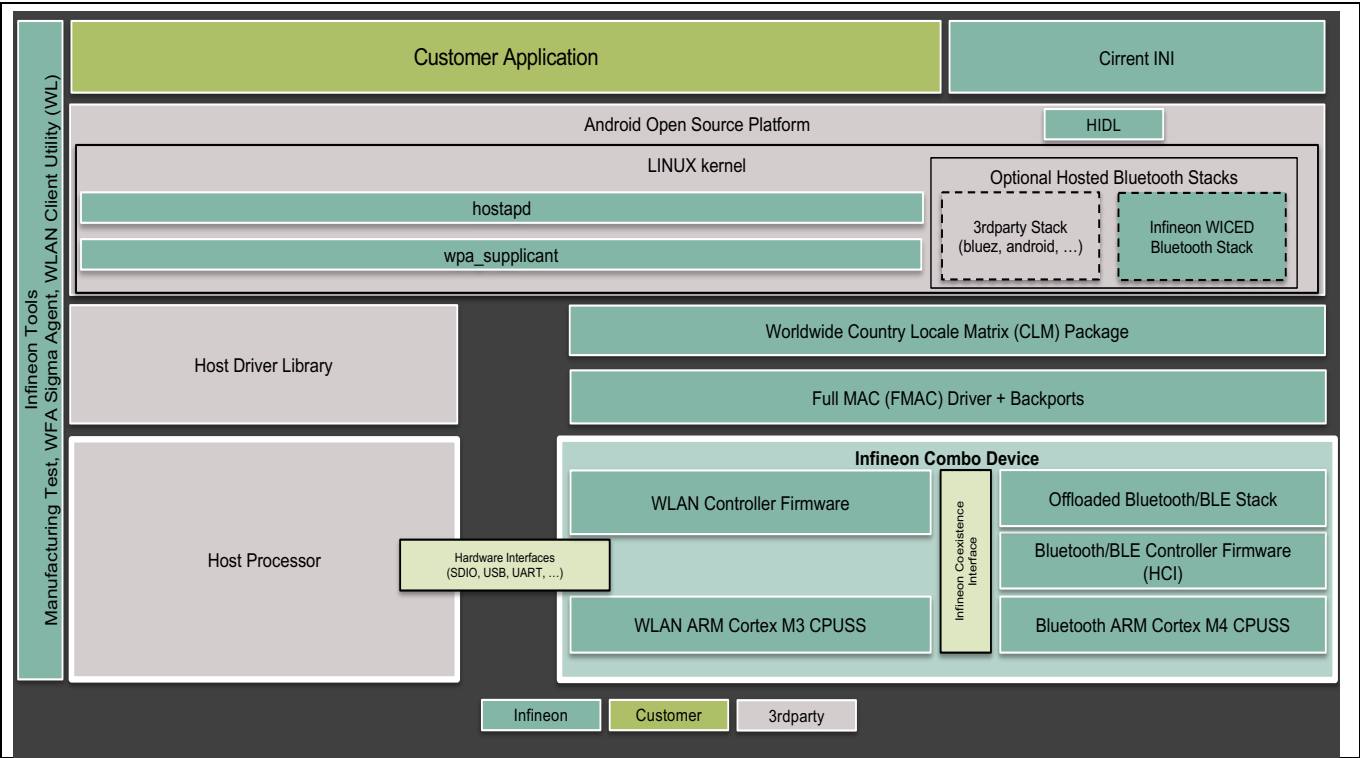 Infineon Tools
Manufacturing Test, WFA Sigma Agent, WLAN Client Utility (WL)
Customer Application
Cirrent INI
Android Open Source Platform
HIDL
LINUX kernel
hostapd
wpa_supplicant
Optional Hosted Bluetooth Stacks
3rdparty Stack
(bluez, android, …)
Infineon WICED
Bluetooth Stack
Host Driver Library
Worldwide Country Locale Matrix (CLM) Package
Full MAC (FMAC) Driver + Backports
Host Processor
Hardware Interfaces
(SDIO, USB, UART, …)
Infineon Combo Device
WLAN Controller Firmware
WLAN ARM Cortex M3 CPUSS
Infineon Coexistence
Interface
Offloaded Bluetooth/BLE Stack
Bluetooth/BLE Controller Firmware
(HCI)
Bluetooth ARM Cortex M4 CPUSS
Infineon
Customer
3rdparty